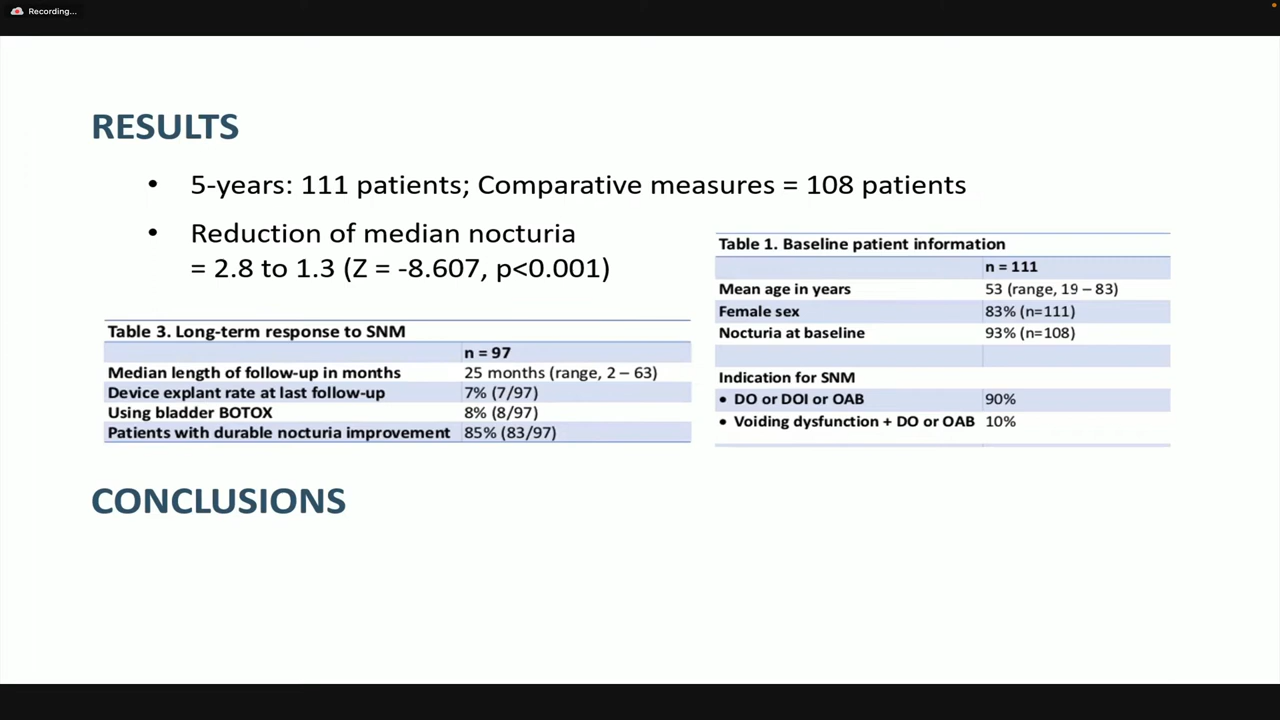 Recording...
RESULTS
• 5-years: 111 patients; Comparative measures = 108 patients
• Reduction of median nocturia
= 2.8 to 1.3 (Z = -8.607, p<0.001)
Table 3. Long-term response to SNM
n = 97
Median length of follow-up in months 25 months (range, 2 – 63)
Device explant rate at last follow-up 7% (7/97)
Using bladder BOTOX 8% (8/97)
Patients with durable nocturia improvement 85% (83/97)
Table 1. Baseline patient information
n = 111
Mean age in years 53 (range, 19 – 83)
Female sex 83% (n=111)
Nocturia at baseline 93% (n=108)
Indication for SNM
• DO or DOI or OAB 90%
• Voiding dysfunction + DO or OAB 10%
CONCLUSIONS